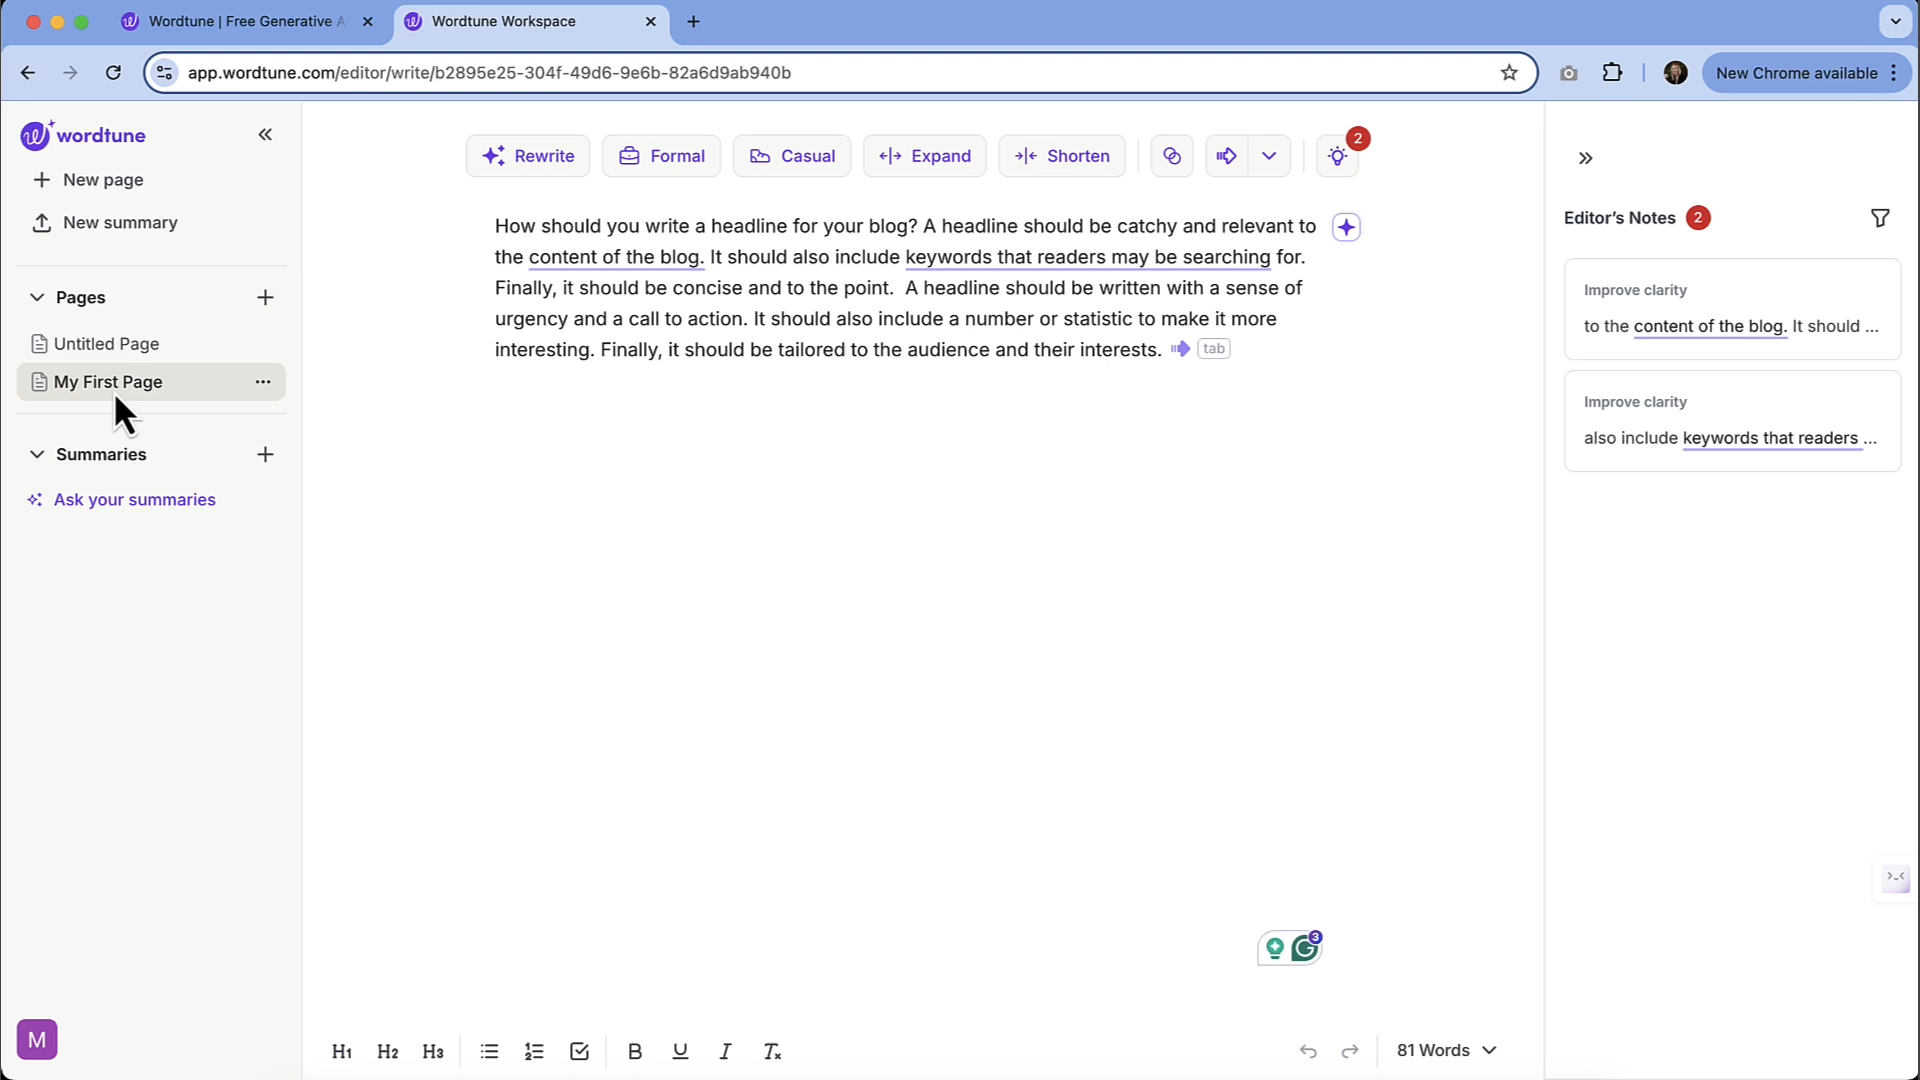 Wordtune | Free Generative A
Wordtune Workspace
app.wordtune.com/editor/write/b2895e25-304f-49d6-9e6b-82a6d9ab940b
New Chrome available
wordtune
New page
New summary
Pages
Untitled Page
My First Page
Summaries
Ask your summaries
M
Rewrite
Formal
Casual
Expand
Shorten
2
How should you write a headline for your blog? A headline should be catchy and relevant to
the content of the blog. It should also include keywords that readers may be searching for.
Finally, it should be concise and to the point.  A headline should be written with a sense of
urgency and a call to action. It should also include a number or statistic to make it more
interesting. Finally, it should be tailored to the audience and their interests. tab
Editor's Notes 2
Improve clarity
to the content of the blog. It should ...
Improve clarity
also include keywords that readers ...
3
H1 H2 H3
B U I Tx
81 Words